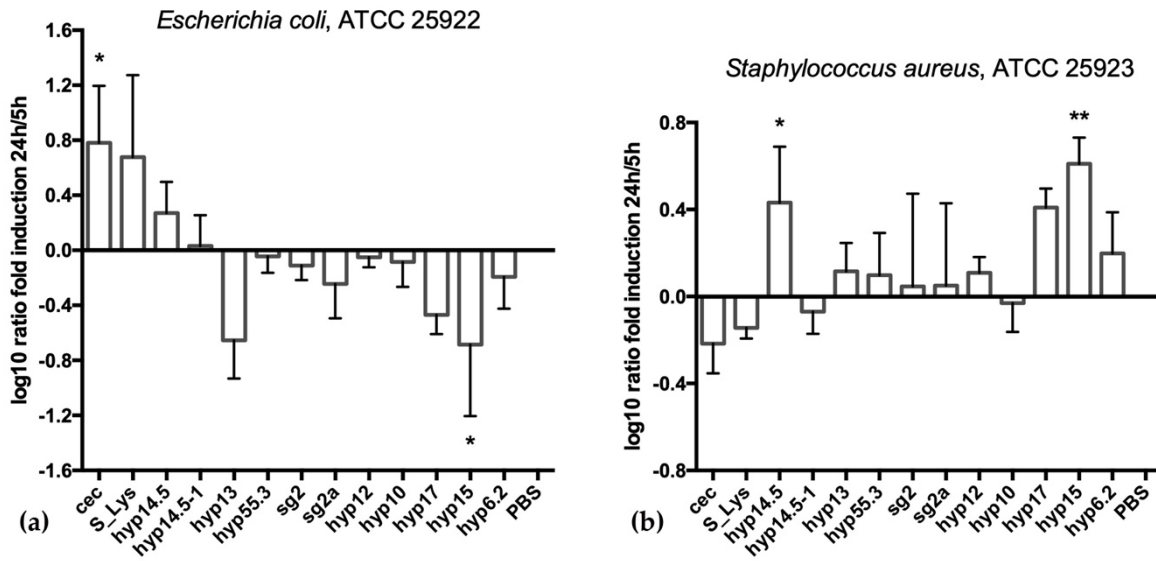 Escherichia coli, ATCC 25922
log10 ratio fold induction 24h/5h
1.6
1.2
0.8
0.4
0.0
-0.4
-0.8
-1.2
-1.6
*
*
cec
S_Lys
hyp14.5
hyp14.5-1
hyp13
hyp55.3
sg2
sg2a
hyp12
hyp10
hyp17
hyp15
hyp6.2
PBS
(a)
Staphylococcus aureus, ATCC 25923
log10 ratio fold induction 24h/5h
0.8
0.4
0.0
-0.4
-0.8
*
**
cec
S_Lys
hyp14.5
hyp14.5-1
hyp13
hyp55.3
sg2
sg2a
hyp12
hyp10
hyp17
hyp15
hyp6.2
PBS
(b)